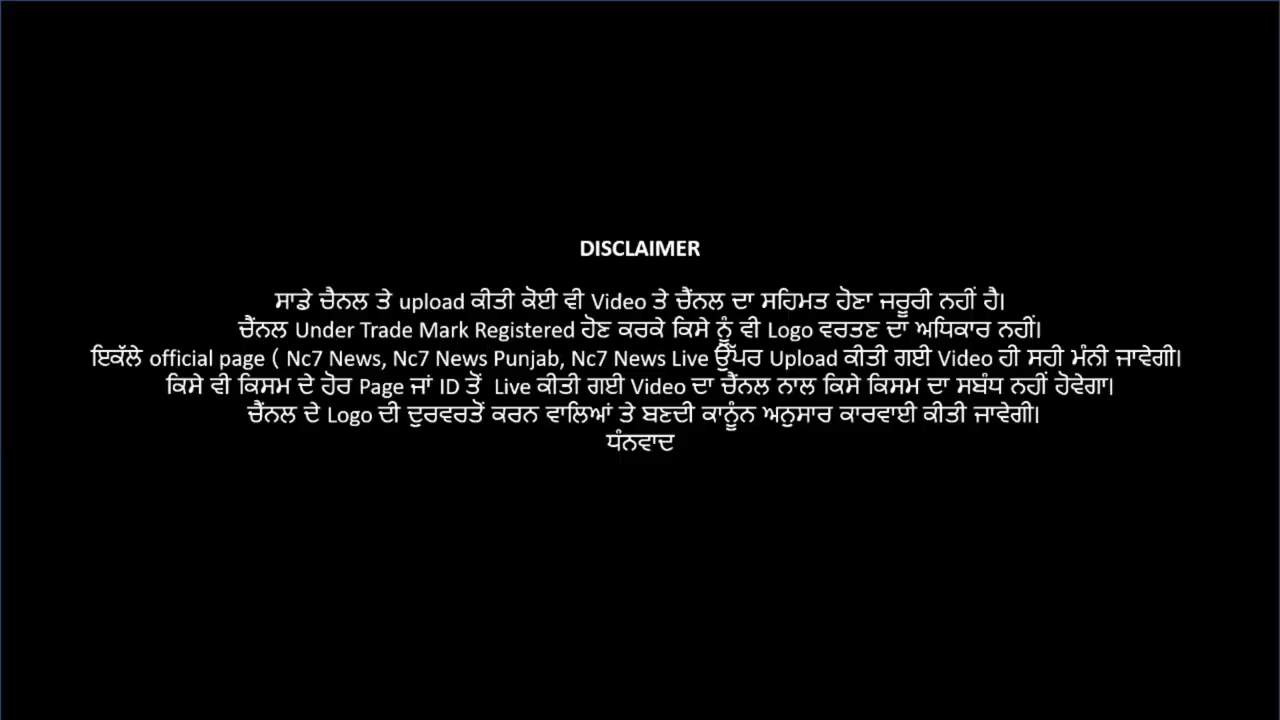 DISCLAIMER
ਸਾਡੇ ਚੈਨਲ ਤੇ upload ਕੀਤੀ ਕੋਈ ਵੀ Video ਤੇ ਚੈਂਨਲ ਦਾ ਸਹਿਮਤ ਹੋਣਾ ਜਰੂਰੀ ਨਹੀਂ ਹੈ।
ਚੈਂਨਲ Under Trade Mark Registered ਹੋਣ ਕਰਕੇ ਕਿਸੇ ਨੂੰ ਵੀ Logo ਵਰਤਣ ਦਾ ਅਧਿਕਾਰ ਨਹੀਂ।
ਇਕੱਲੇ official page ( Nc7 News, Nc7 News Punjab, Nc7 News Live ਉੱਪਰ Upload ਕੀਤੀ ਗਈ Video ਹੀ ਸਹੀ ਮੰਨੀ ਜਾਵੇਗੀ।
ਕਿਸੇ ਵੀ ਕਿਸਮ ਦੇ ਹੋਰ Page ਜਾਂ ID ਤੋਂ Live ਕੀਤੀ ਗਈ Video ਦਾ ਚੈਂਨਲ ਨਾਲ ਕਿਸੇ ਕਿਸਮ ਦਾ ਸਬੰਧ ਨਹੀਂ ਹੋਵੇਗਾ।
ਚੈਂਨਲ ਦੇ Logo ਦੀ ਦੁਰਵਰਤੋਂ ਕਰਨ ਵਾਲਿਆਂ ਤੇ ਬਣਦੀ ਕਾਨੂੰਨ ਅਨੁਸਾਰ ਕਾਰਵਾਈ ਕੀਤੀ ਜਾਵੇਗੀ।
ਧੰਨਵਾਦ